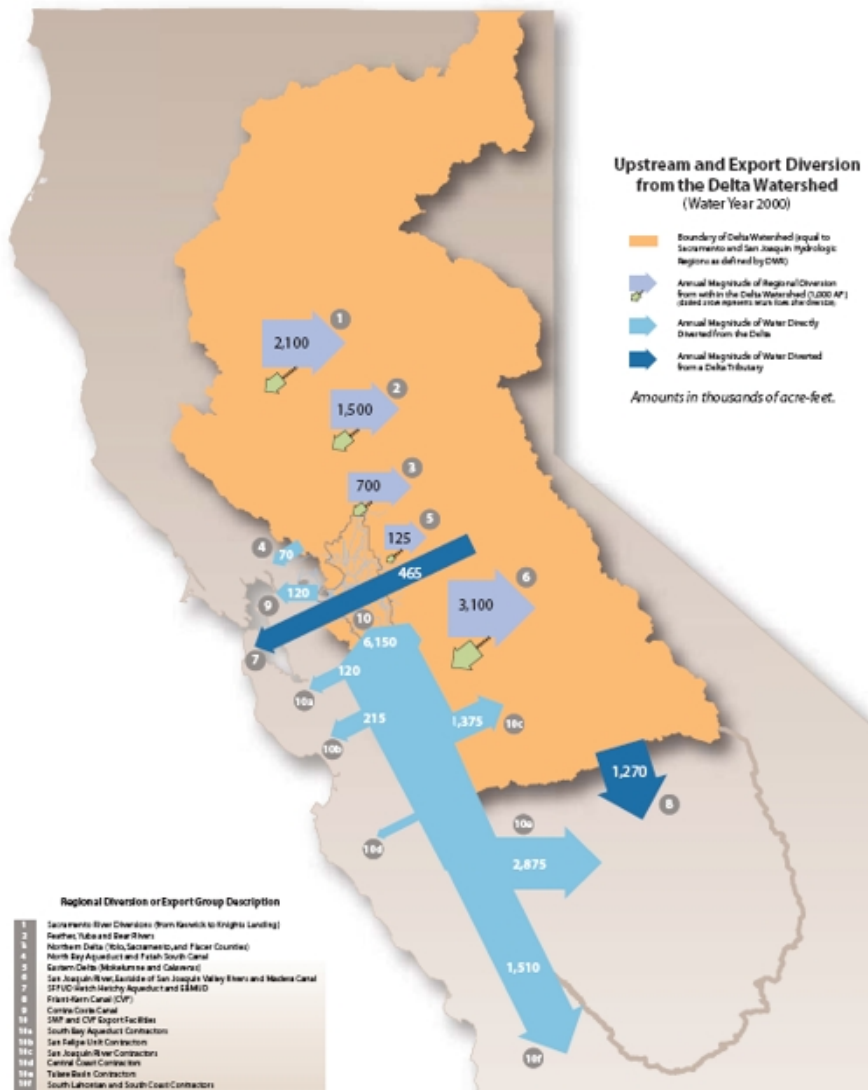 Upstream and Export Diversion
from the Delta Watershed
(Water Year 2000)
Boundary of Delta Watershed (equal to
Sacramento and San Joaquin Hydrologic
Regions as defined by DWR)
Annual Magnitude of Regional Diversion
from within the Delta Watershed (1,000 AF)
Annual Magnitude of Water Directly
Diverted from the Delta
Annual Magnitude of Water Diverted
from a Delta Tributary
Amounts in thousands of acre-feet.
1
2,100
2
1,500
3
700
5
125
4
70
465
6
120
9
3,100
10
6,150
7
120
10a
215
1,375
10c
10b
1,270
8
10e
10d
2,875
1,510
10f
Regional Diversion or Export Group Description
1 Sacramento River Diversions (from Keswick to Knights Landing)
2 Feather, Yuba and Bear Rivers
3 Northern Delta (Yolo, Sacramento, and Placer Counties)
4 North Bay Aqueduct and Putah South Canal
5 Eastern Delta (Mokelumne and Calaveras)
6 San Joaquin River, Eastside of San Joaquin Valley Rivers and Madera Canal
7 SFPUD Hetch Hetchy Aqueduct and EBMUD
8 Friant-Kern Canal (CVP)
9 Contra Costa Canal
10 SWP and CVP Export Facilities
10a South Bay Aqueduct Contractors
10b San Felipe Unit Contractors
10c San Joaquin River Contractors
10d Central Coast Contractors
10e Tulare Basin Contractors
10f South Lahontan and South Coast Contractors